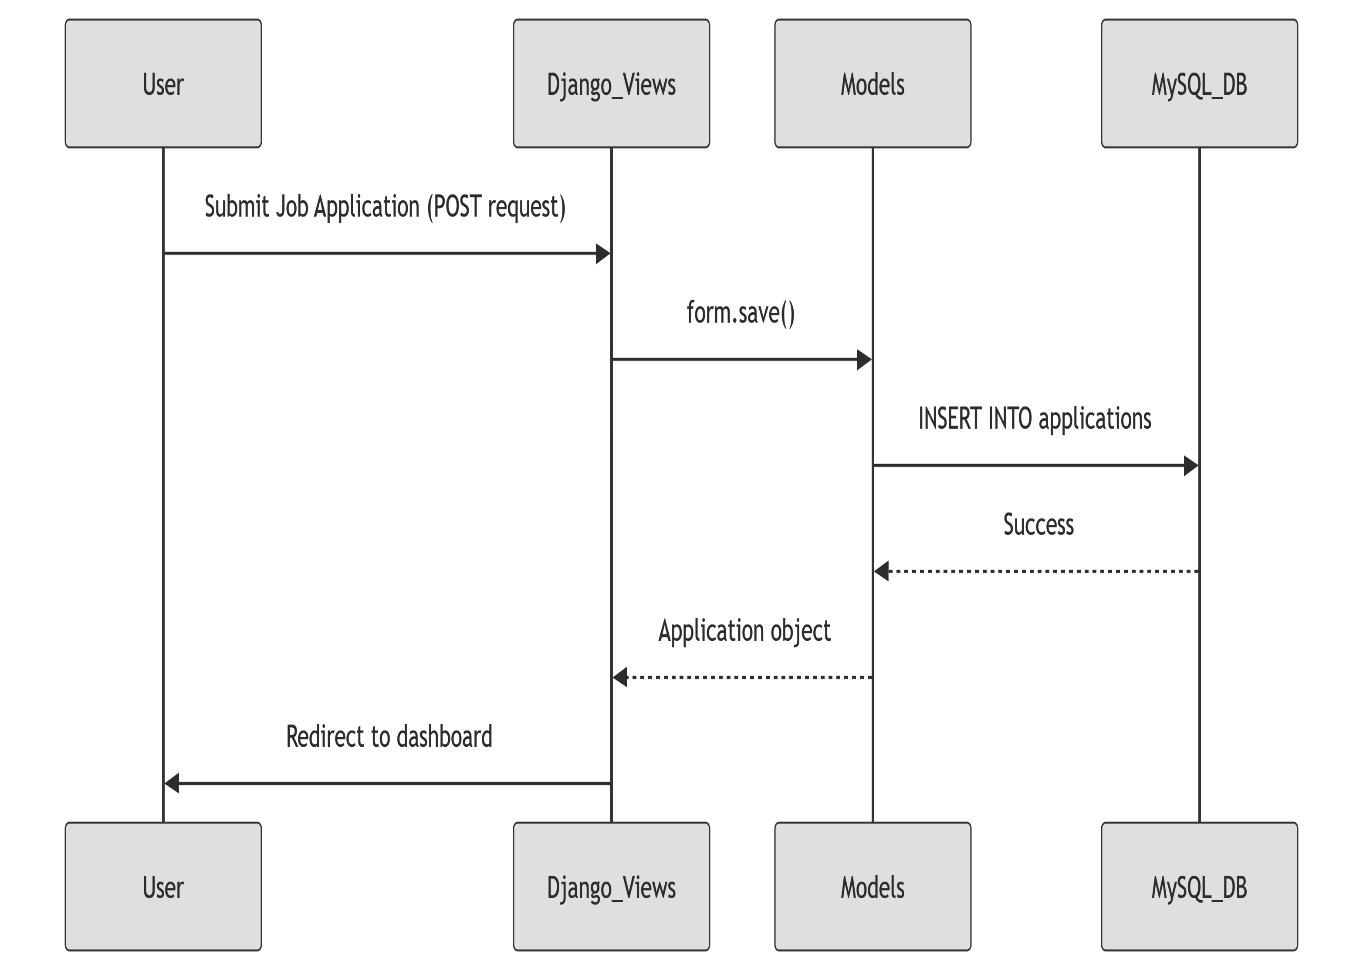 User
Django_Views
Models
MySQL_DB
Submit Job Application (POST request)
form.save()
INSERT INTO applications
Success
Application object
Redirect to dashboard
User
Django_Views
Models
MySQL_DB